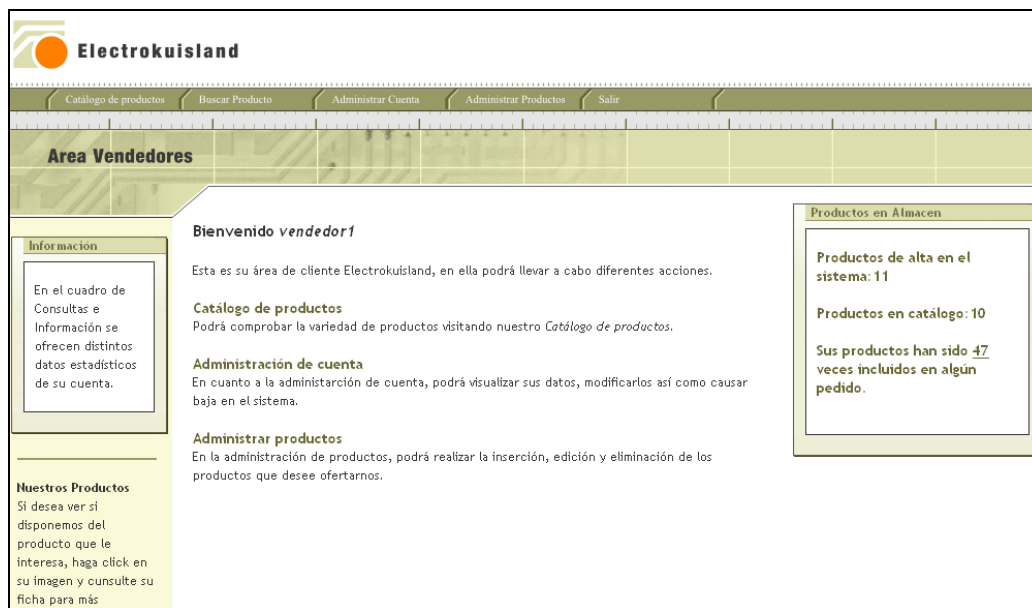 Electrokuisland
Catálogo de productos Buscar Producto Administrar Cuenta Administrar Productos Salir
Area Vendedores
Información
En el cuadro de
Consultas e
Información se
ofrecen distintos
datos estadísticos
de su cuenta.
Nuestros Productos
Si desea ver si
disponemos del
producto que le
interesa, haga click en
su imagen y cunsulte su
ficha para más
Bienvenido vendedor1
Esta es su área de cliente Electrokuisland, en ella podrá llevar a cabo diferentes acciones.
Catálogo de productos
Podrá comprobar la variedad de productos visitando nuestro Catálogo de productos.
Administración de cuenta
En cuanto a la administarción de cuenta, podrá visualizar sus datos, modificarlos así como causar
baja en el sistema.
Administrar productos
En la administración de productos, podrá realizar la inserción, edición y eliminación de los
productos que desee ofertarnos.
Productos en Almacen
Productos de alta en el
sistema: 11
Productos en catálogo: 10
Sus productos han sido 47
veces incluidos en algún
pedido.